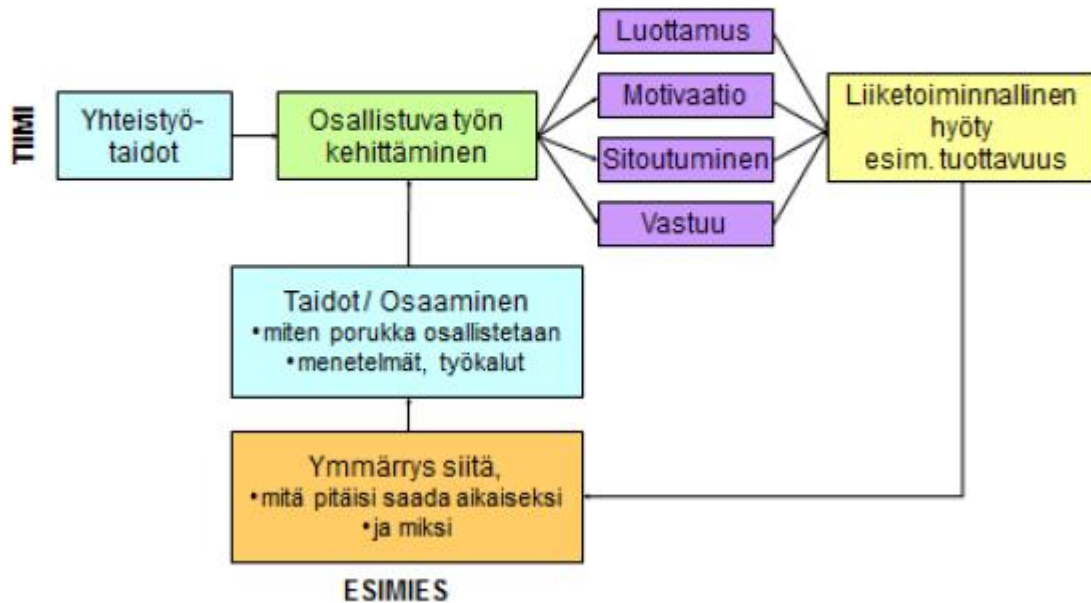 TIIMI
Yhteistyö-
taidot
Osallistuva työn
kehittäminen
Luottamus
Motivaatio
Sitoutuminen
Vastuu
Liiketoiminnallinen
hyöty
esim. tuottavuus
Taidot / Osaaminen
•miten porukka osallistetaan
•menetelmät, työkalut
Ymmärrys siitä,
•mitä pitäisi saada aikaiseksi
•ja miksi
ESIMIES